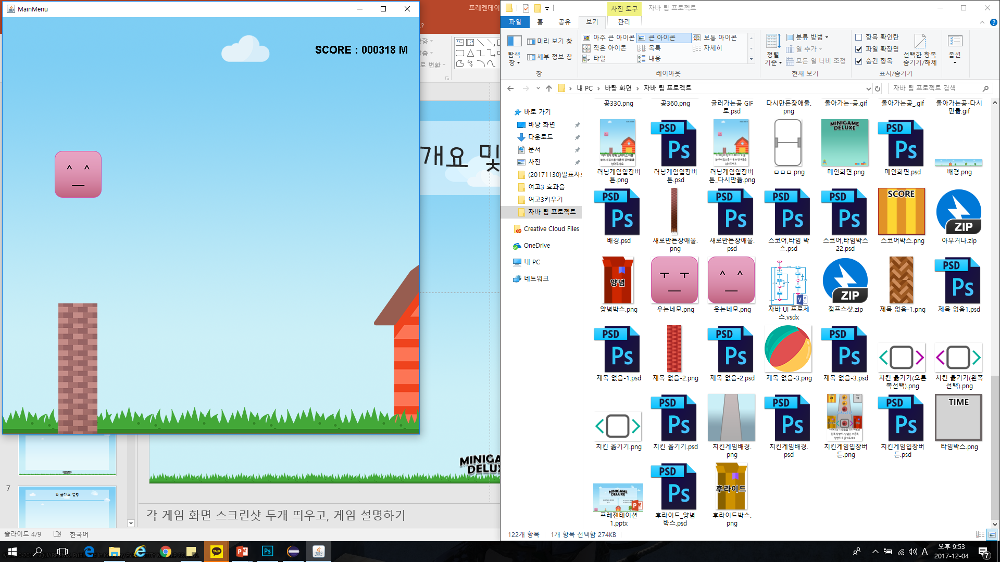 MainMenu
SCORE : 000318 M
프레젠테이
개요 및
각 게임 화면 스크린샷 두개 띄우고, 게임 설명하기
7
각 클래스 설명
MINIGAME
DELUXE
슬라이드 4/9
한국어
사진 도구
자바 팀 프로젝트
파일
홈
공유
보기
관리
탐색
창
미리 보기 창
세부 정보 창
창
아주 큰 아이콘
큰 아이콘
보통 아이콘
작은 아이콘
목록
자세히
타일
내용
레이아웃
정렬
기준
분류 방법
열 추가
모든 열 너비 조정
현재 보기
항목 확인란
파일 확장명
숨긴 항목
선택한 항목
숨기기/해제
표시/숨기기
옵션
내 PC
바탕 화면
자바 팀 프로젝트
자바 팀 프로젝트 검색
바로 가기
바탕 화면
다운로드
문서
사진
(20171130)발표자료
여고3 효과음
여고3키우기
자바 팀 프로젝트
Creative Cloud Files
OneDrive
내 PC
네트워크
공330.png
공360.png
굴러가는공 GIF로.psd
다시만든장애물.png
돌아가는-공.gif
돌아가는공_.gif
돌아가는공-다시만듦.gif
러닝게임입장버튼.png
러닝게임입장버튼.psd
러닝게임입장버튼_다시만듦.png
ㅁㅁㅁ.png
메인화면.png
메인화면.psd
배경.png
배경.psd
새로만든장애물.png
새로만든장애물.psd
스코어,타임 박스.psd
스코어,타임박스22.psd
SCORE
스코어박스.png
ZIP
아무거나.zip
양념
양념박스.png
우는네모.png
웃는네모.png
자바 UI 프로세스.vsdx
점프스샷.zip
제목 없음-1.png
제목 없음1.psd
제목 없음-1.psd
제목 없음-2.png
제목 없음-2.psd
제목 없음-3.png
제목 없음-3.psd
치킨 옮기기(오른쪽선택).png
치킨 옮기기(왼쪽선택).png
치킨 옮기기.png
치킨 옮기기.psd
치킨게임배경.png
치킨게임배경.psd
치킨게임입장버튼.png
치킨게임입장버튼.psd
TIME
타임박스.png
프레젠테이션1.pptx
후라이드_양념박스.psd
후라이드
후라이드박스.png
122개 항목
1개 항목 선택함 274KB
오후 9:53
2017-12-04